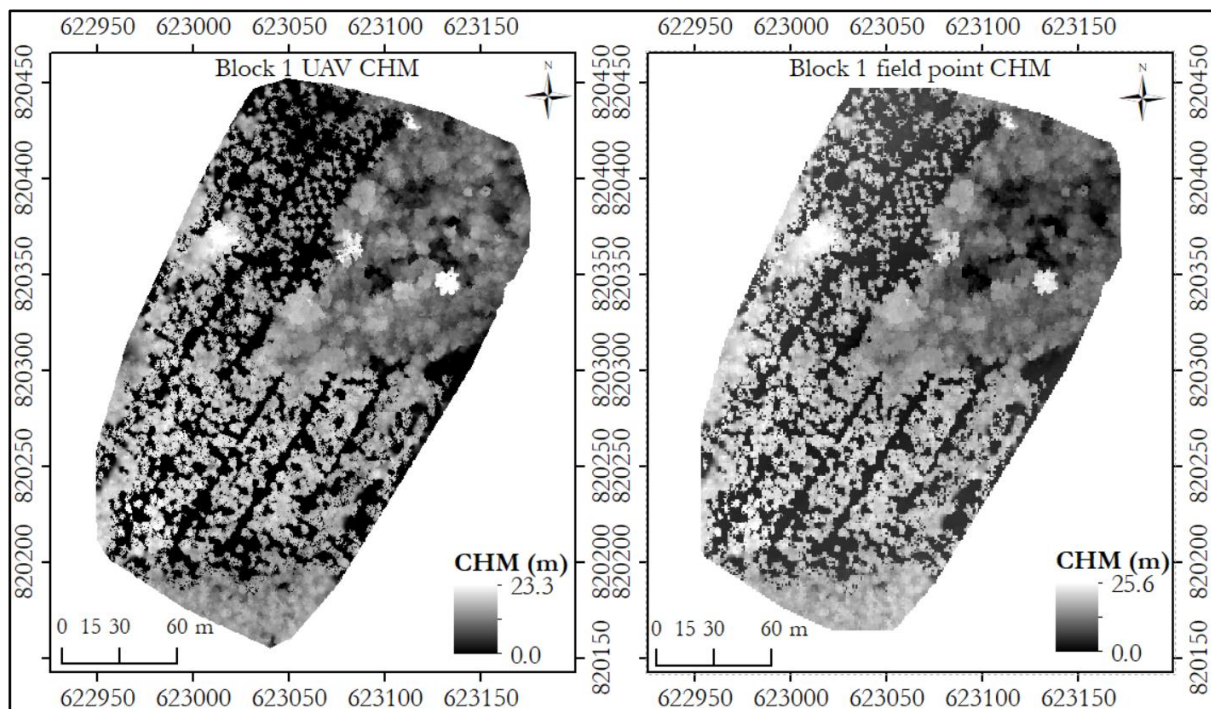 622950 623000 623050 623100 623150 622950 623000 623050 623100 623150
Block 1 UAV CHM
N
820450 820400 820350 820300 820250 820200 820150
CHM (m)
23.3
0.0
0 15 30 60 m
820450 820400 820350 820300 820250 820200 820150
Block 1 field point CHM
N
CHM (m)
25.6
0.0
0 15 30 60 m
820450 820400 820350 820300 820250 820200 820150
622950 623000 623050 623100 623150 622950 623000 623050 623100 623150